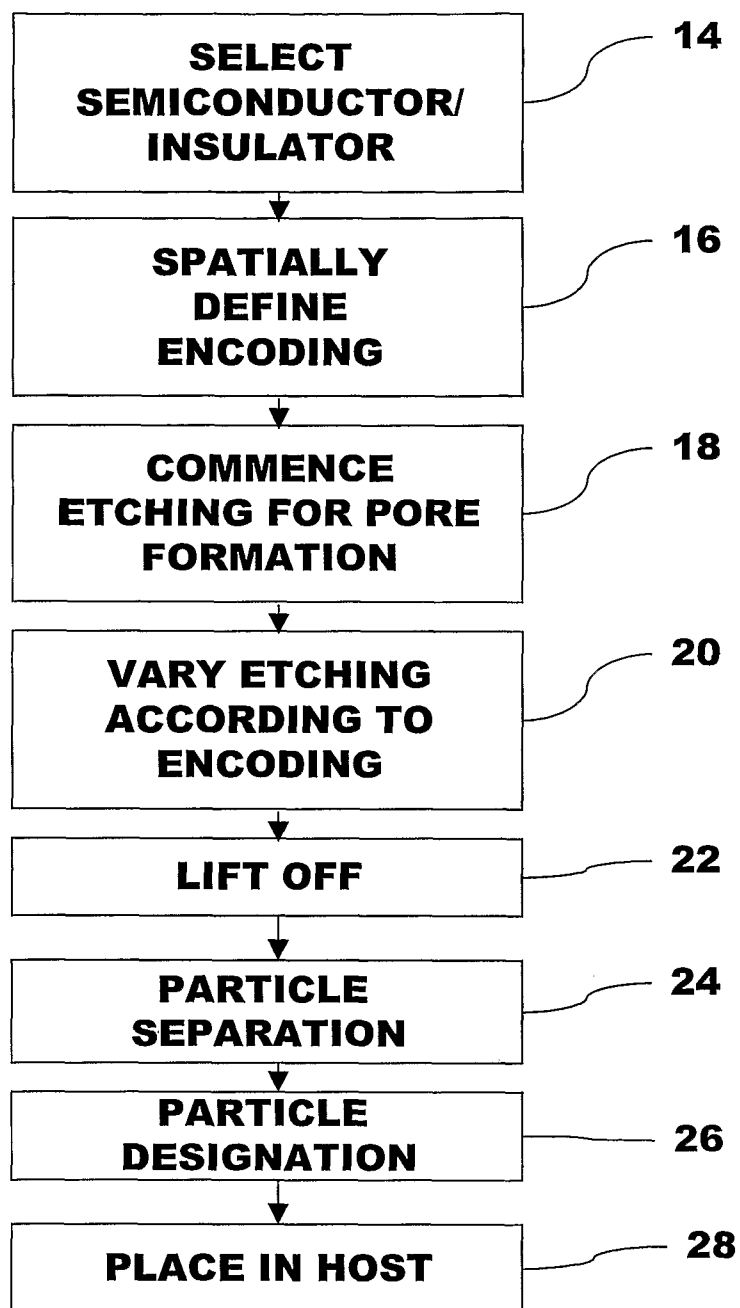 SELECT
SEMICONDUCTOR/
INSULATOR
14
SPATIALLY
DEFINE
ENCODING
16
COMMENCE
ETCHING FOR PORE
FORMATION
18
VARY ETCHING
ACCORDING TO
ENCODING
20
LIFT OFF
22
PARTICLE
SEPARATION
24
PARTICLE
DESIGNATION
26
PLACE IN HOST
28